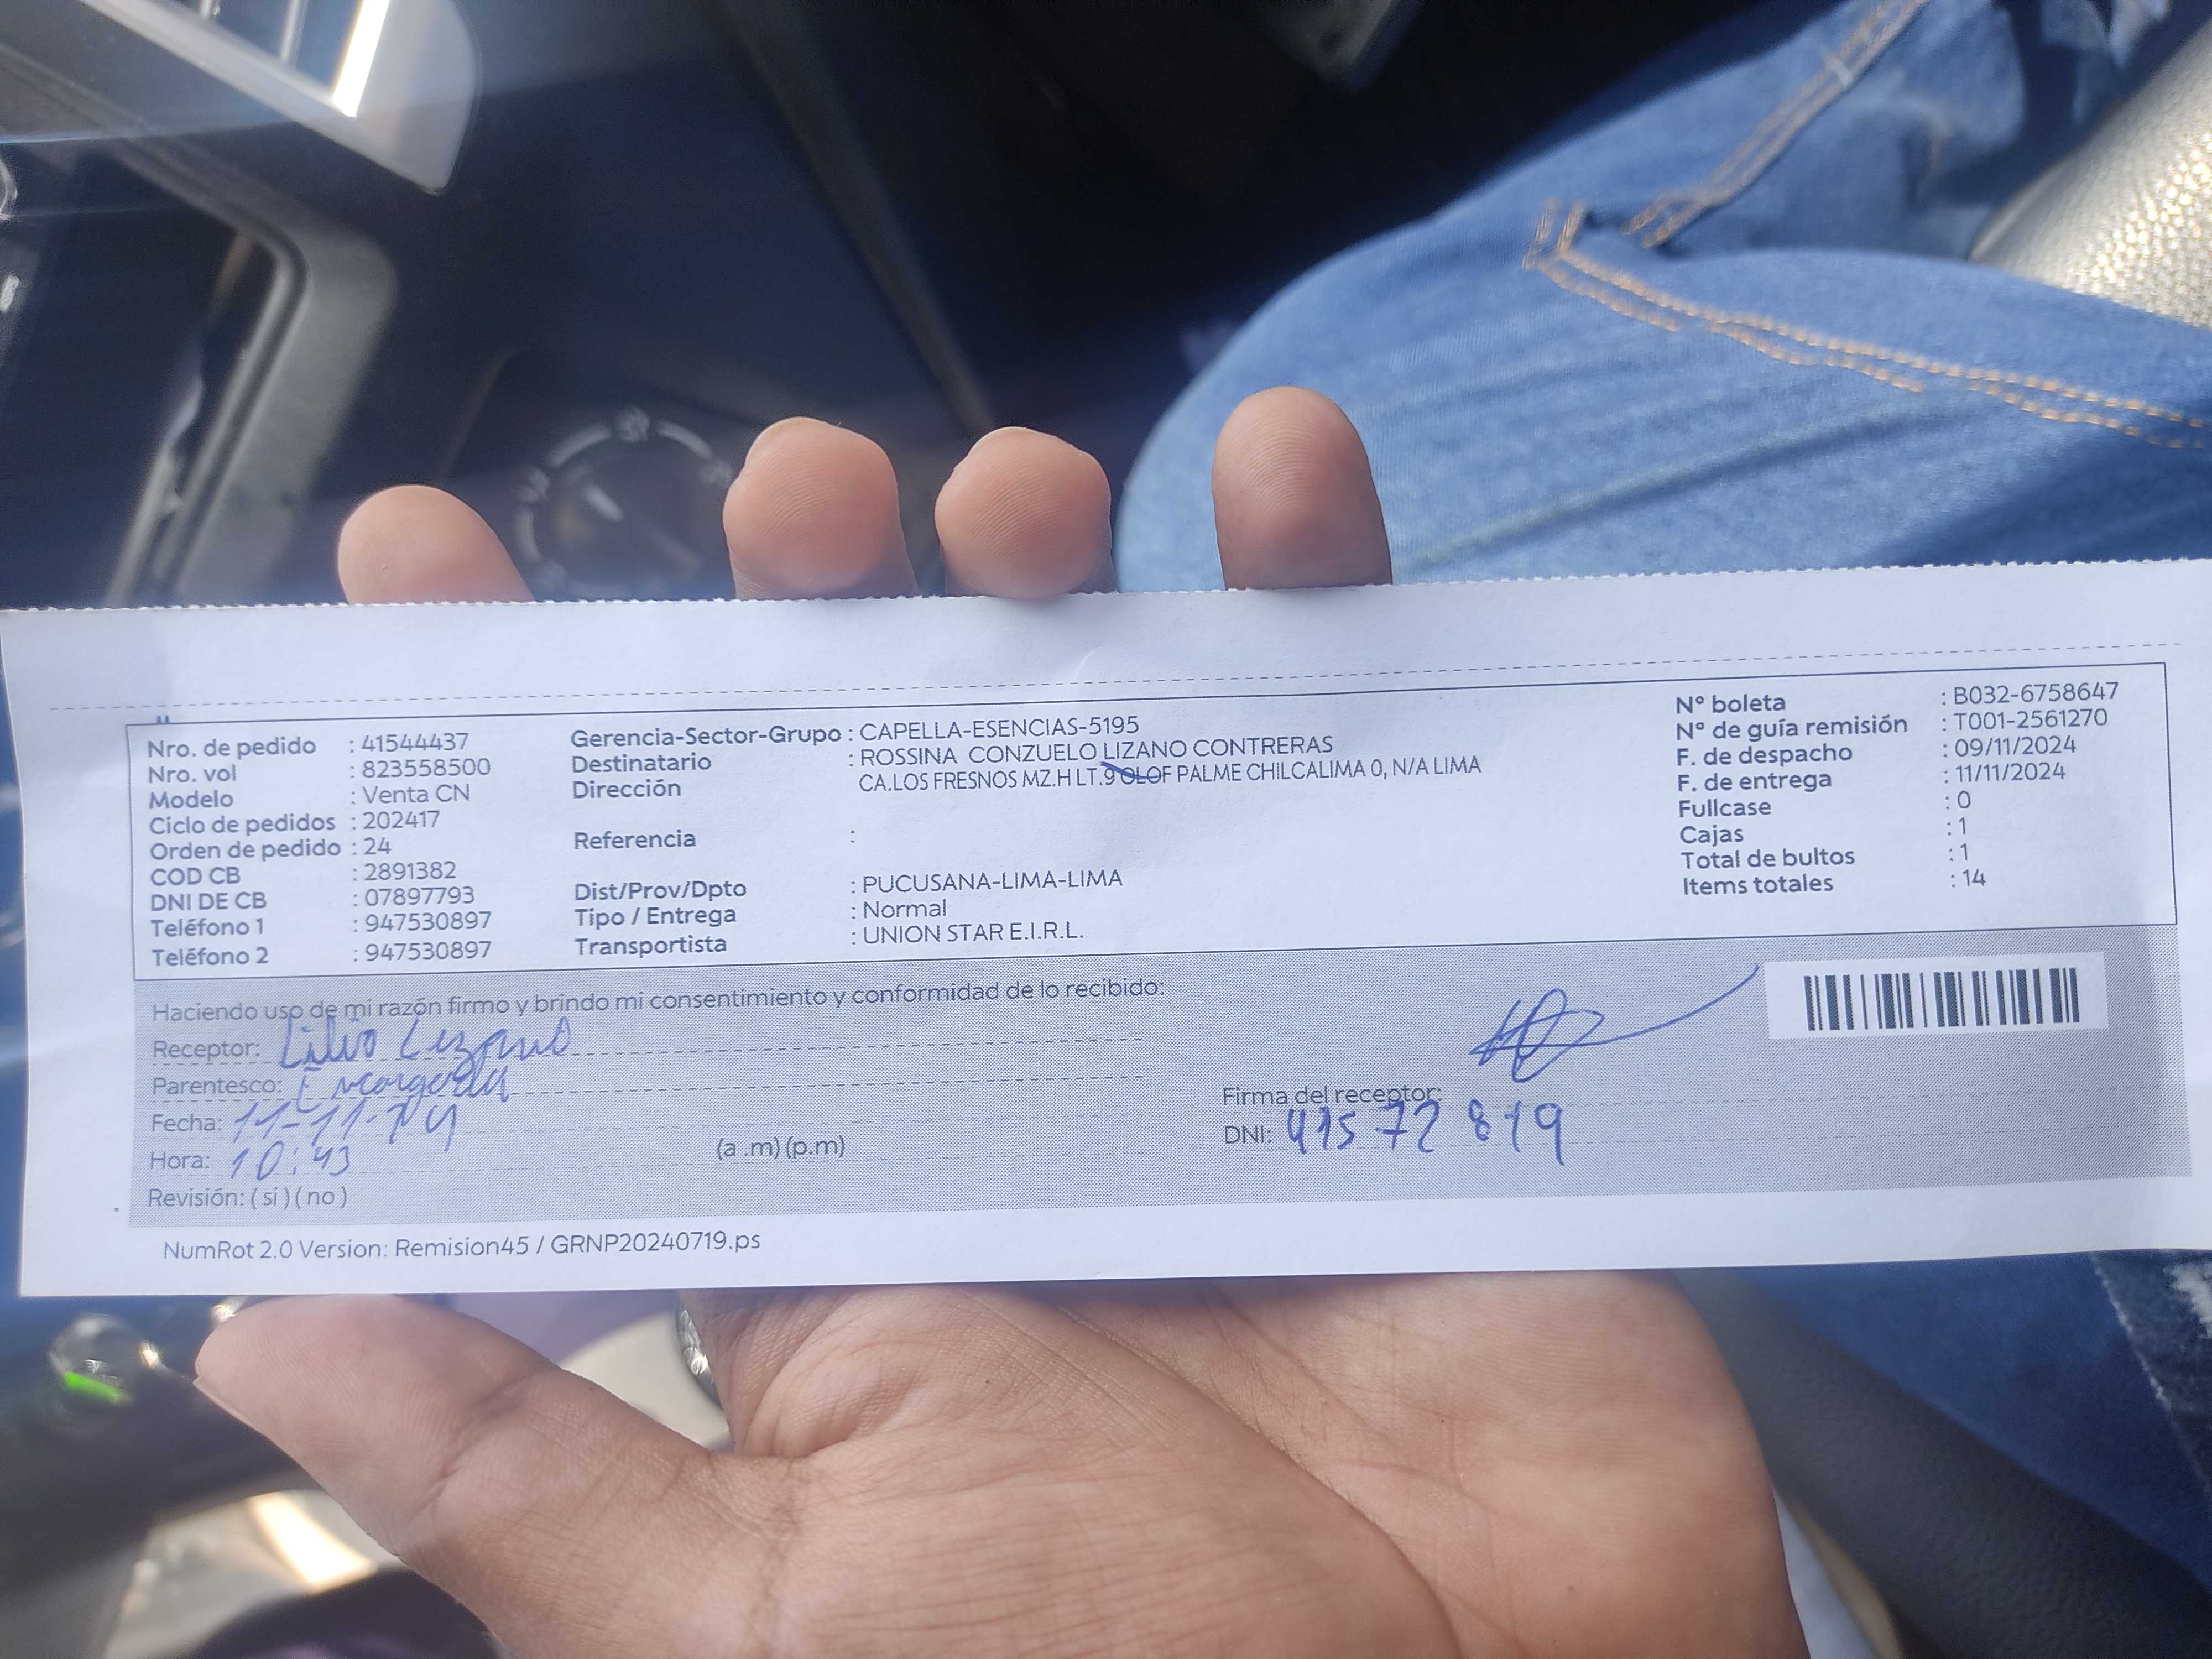 Nro. de pedido : 41544437
Nro. vol : 823558500
Modelo : Venta CN
Ciclo de pedidos : 202417
Orden de pedido : 24
COD CB : 2891382
DNI DE CB : 07897793
Teléfono 1 : 947530897
Teléfono 2 : 947530897
Gerencia-Sector-Grupo : CAPELLA-ESENCIAS-5195
Destinatario : ROSSINA CONZUELO LIZANO CONTRERAS
Dirección CA.LOS FRESNOS MZ.H LT.9 OLOF PALME CHILCALIMA 0, N/A LIMA
Referencia :
Dist/Prov/Dpto : PUCUSANA-LIMA-LIMA
Tipo / Entrega : Normal
Transportista : UNION STAR E.I.R.L.
Nº boleta : B032-6758647
Nº de guía remisión : T001-2561270
F. de despacho : 09/11/2024
F. de entrega : 11/11/2024
Fullcase : 0
Cajas : 1
Total de bultos : 1
Items totales : 14
Haciendo uso de mi razón firmo y brindo mi consentimiento y conformidad de lo recibido:
Receptor:
Parentesco:
Fecha:
Hora: 10:43 (a .m) (p.m)
Revisión: ( si ) ( no )
Firma del receptor:
DNI: 41572819
NumRot 2.0 Version: Remision45 / GRNP20240719.ps